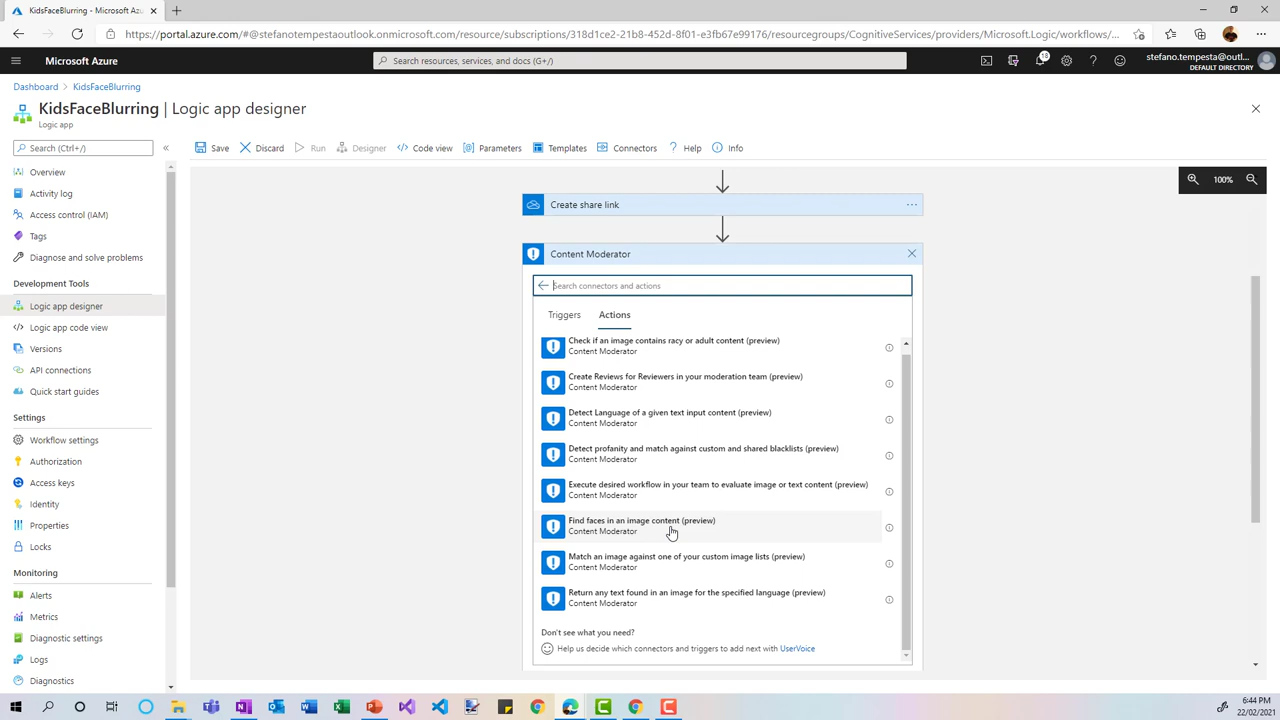 KidsFaceBlurring - Microsoft Azu
https://portal.azure.com/#@stefanotempestaoutlook.onmicrosoft.com/resource/subscriptions/318d1ce2-21b8-452d-8f01-e3fb67e99176/resourcegroups/CognitiveServices/providers/Microsoft.Logic/workflows/...
Microsoft Azure
Search resources, services, and docs (G+/)
stefano.tempesta@outl...
DEFAULT DIRECTORY
Dashboard > KidsFaceBlurring
KidsFaceBlurring | Logic app designer
Logic app
Search (Ctrl+/)
Save
Discard
Run
Designer
Code view
Parameters
Templates
Connectors
Help
Info
Overview
Activity log
Access control (IAM)
Tags
Diagnose and solve problems
Development Tools
Logic app designer
Logic app code view
Versions
API connections
Quick start guides
Settings
Workflow settings
Authorization
Access keys
Identity
Properties
Locks
Monitoring
Alerts
Metrics
Diagnostic settings
Logs
Diagnostics
100%
Create share link
Content Moderator
Search connectors and actions
Triggers
Actions
Check if an image contains racy or adult content (preview)
Content Moderator
Create Reviews for Reviewers in your moderation team (preview)
Content Moderator
Detect Language of a given text input content (preview)
Content Moderator
Detect profanity and match against custom and shared blacklists (preview)
Content Moderator
Execute desired workflow in your team to evaluate image or text content (preview)
Content Moderator
Find faces in an image content (preview)
Content Moderator
Match an image against one of your custom image lists (preview)
Content Moderator
Return any text found in an image for the specified language (preview)
Content Moderator
Don't see what you need?
Help us decide which connectors and triggers to add next with UserVoice
6:44 PM
22/02/2021